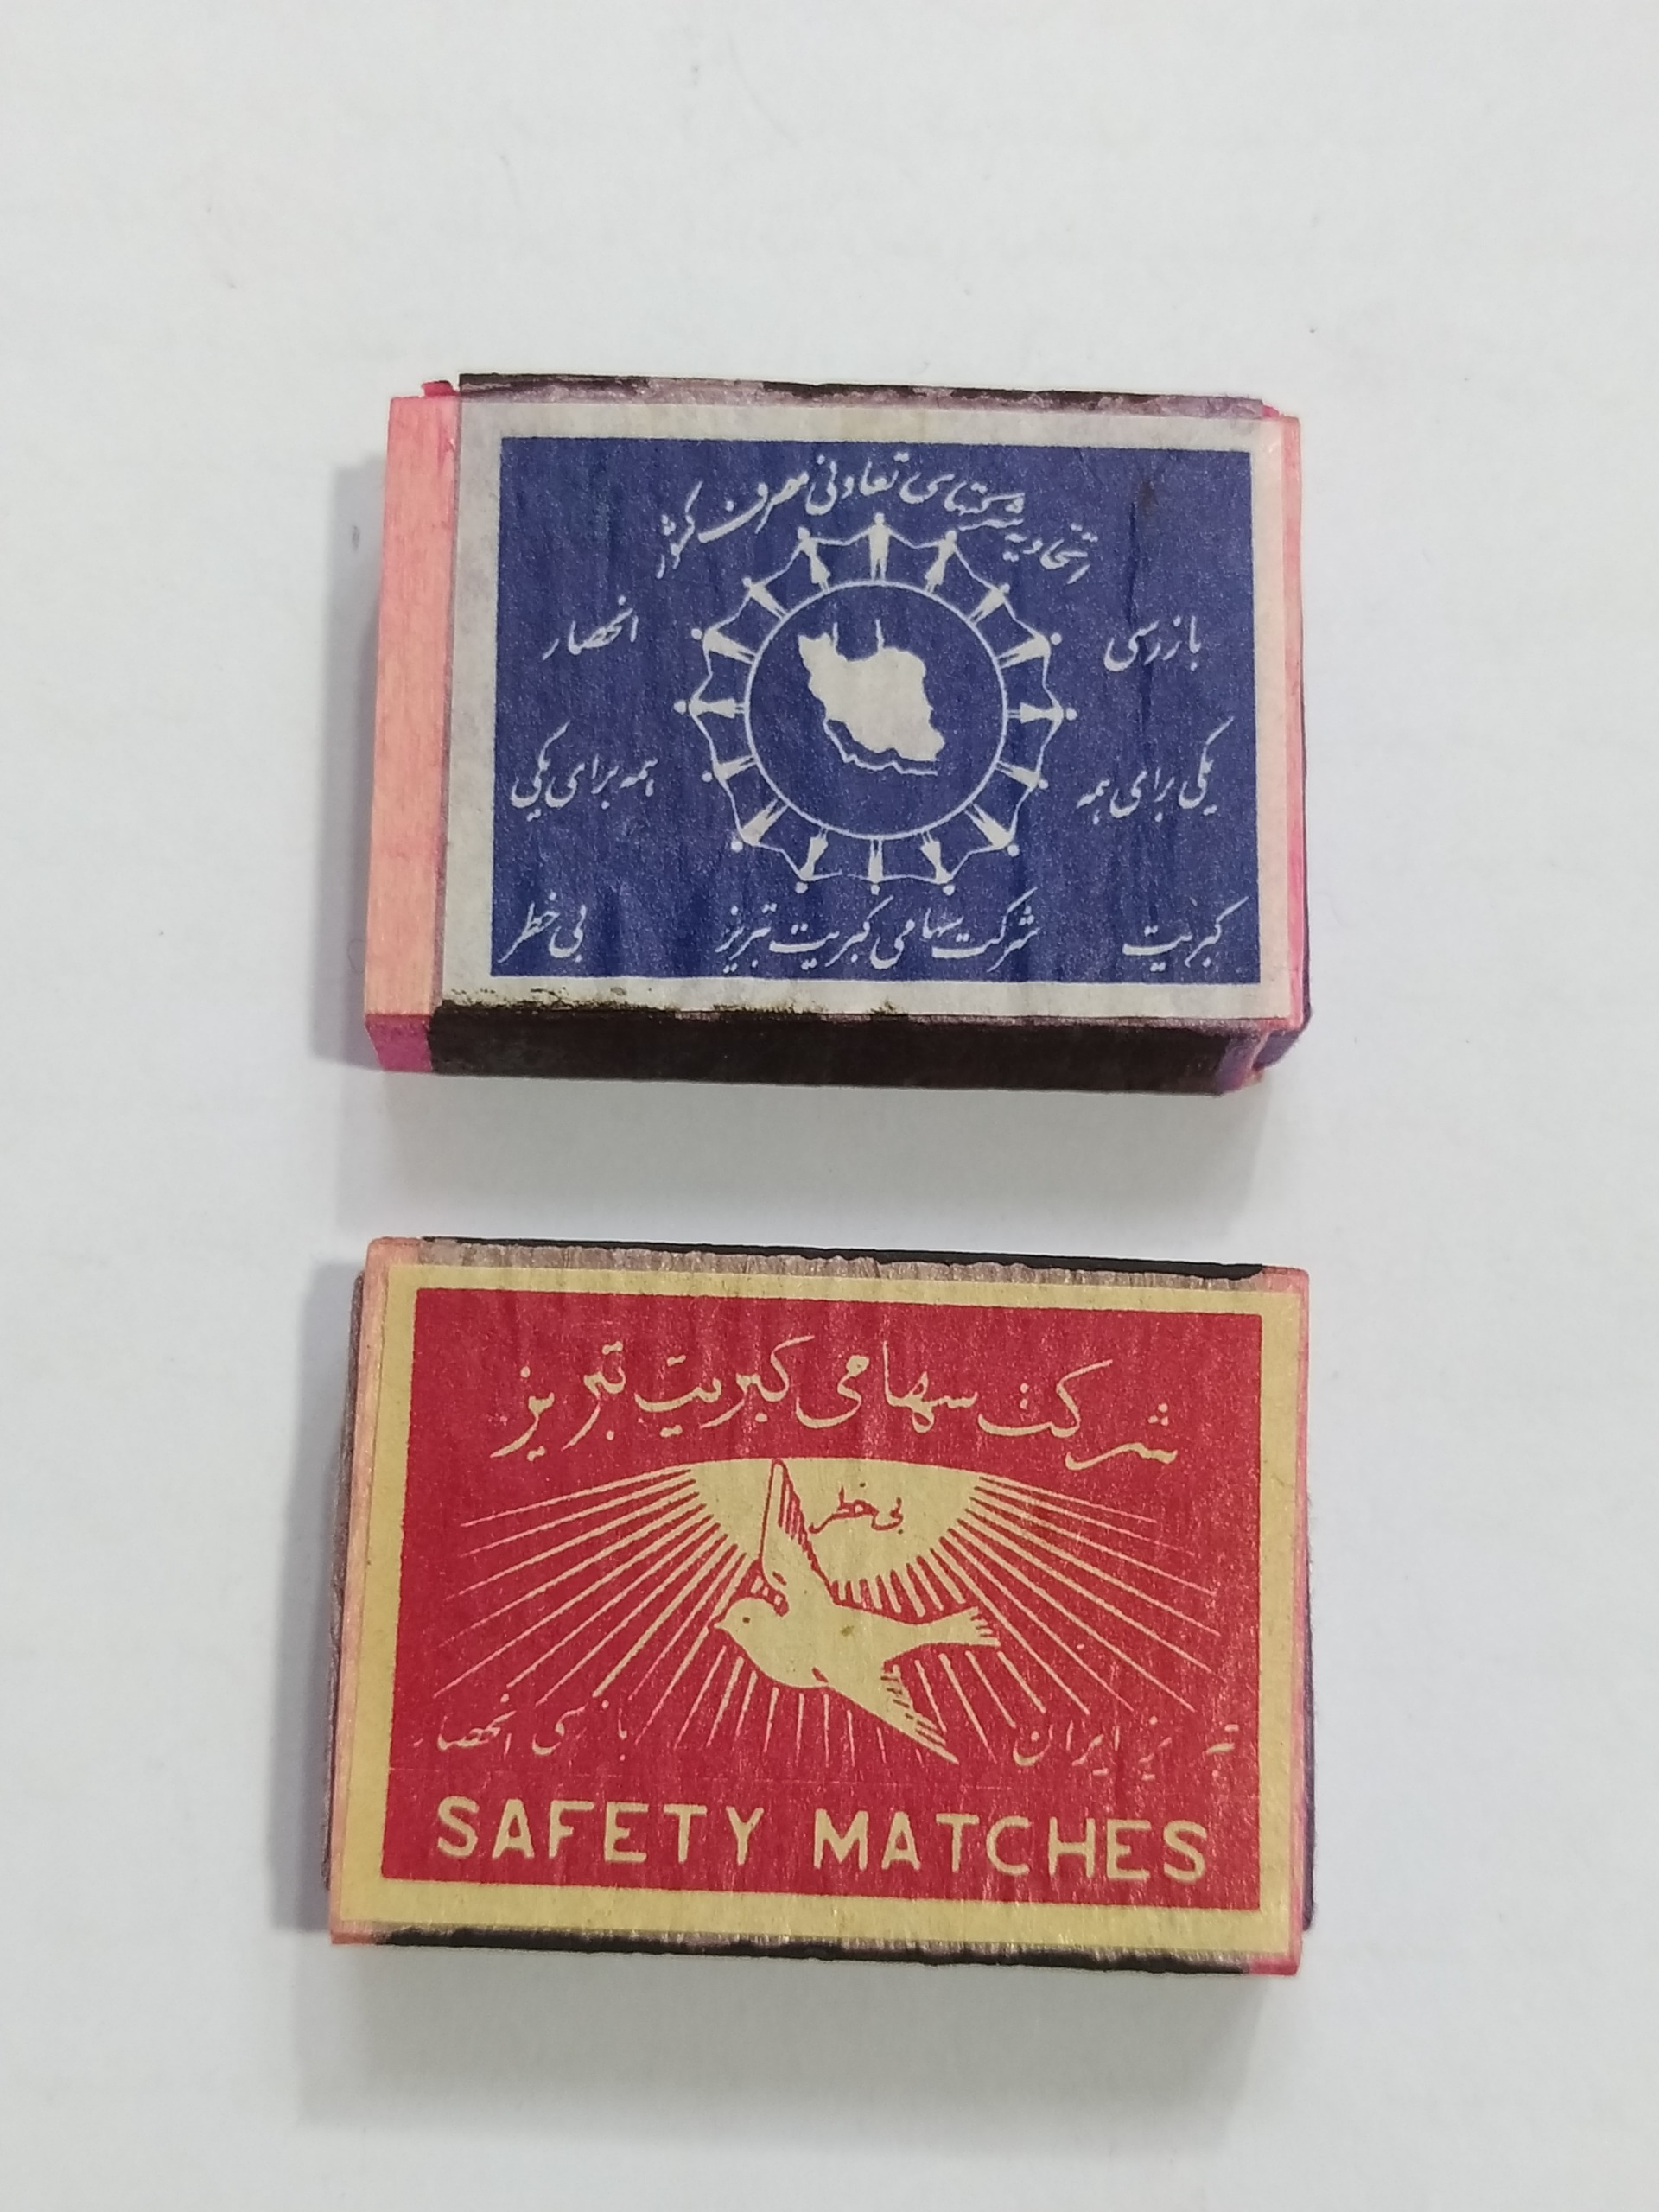 اتحادیه شرکتهای تعاونی مصرف کشور
بازرسی انحصار
یکی برای همه همه برای یکی
کبریت شرکت سهامی کبریت تبریز بی خطر
شرکت سهامی کبریت تبریز
بی خطر
تبریز ایران بازرسی انحصار
SAFETY MATCHES